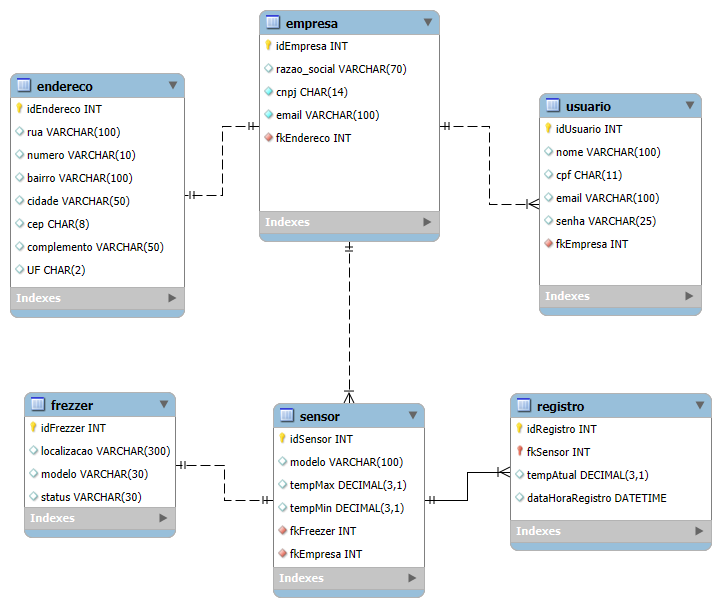 empresa
idEmpresa INT
razao_social VARCHAR(70)
cnpj CHAR(14)
email VARCHAR(100)
fkEndereco INT
Indexes
endereco
idEndereco INT
rua VARCHAR(100)
numero VARCHAR(10)
bairro VARCHAR(100)
cidade VARCHAR(50)
cep CHAR(8)
complemento VARCHAR(50)
UF CHAR(2)
Indexes
usuario
idUsuario INT
nome VARCHAR(100)
cpf CHAR(11)
email VARCHAR(100)
senha VARCHAR(25)
fkEmpresa INT
Indexes
frezzer
idFrezzer INT
localizacao VARCHAR(300)
modelo VARCHAR(30)
status VARCHAR(30)
Indexes
sensor
idSensor INT
modelo VARCHAR(100)
tempMax DECIMAL(3,1)
tempMin DECIMAL(3,1)
fkFreezer INT
fkEmpresa INT
Indexes
registro
idRegistro INT
fkSensor INT
tempAtual DECIMAL(3,1)
dataHoraRegistro DATETIME
Indexes